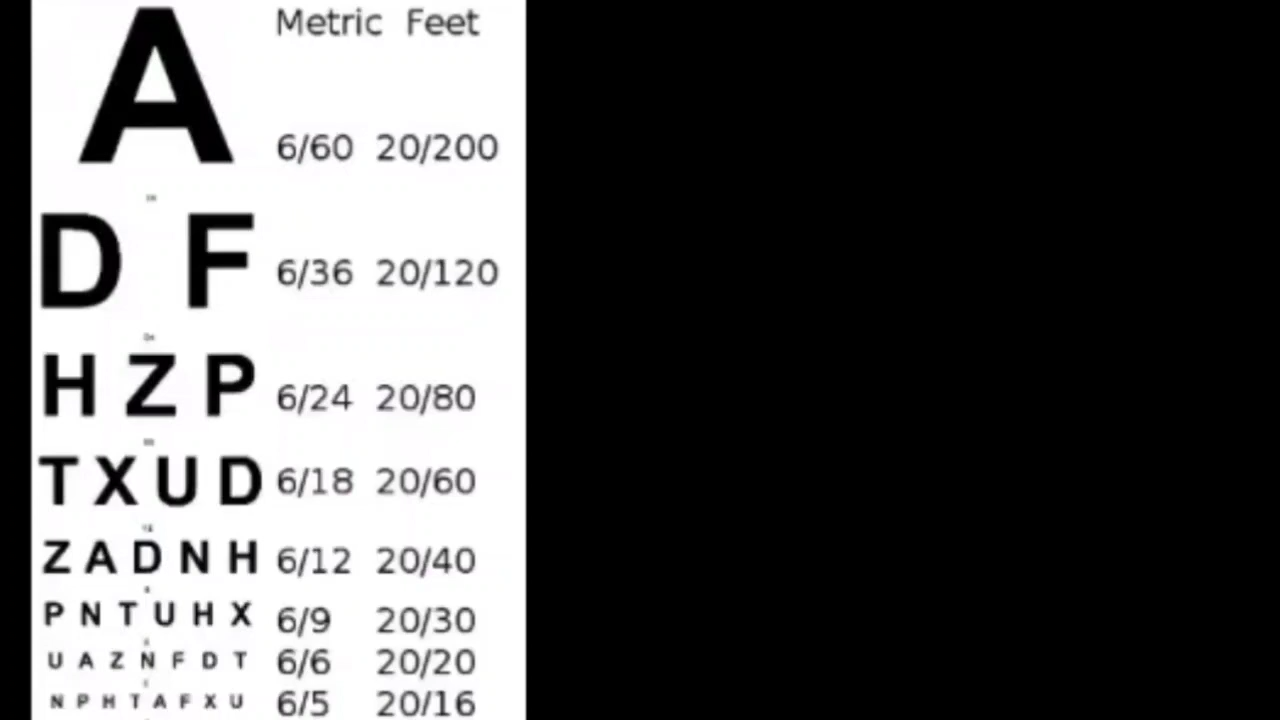 Metric Feet
A 6/60 20/200
D F 6/36 20/120
H Z P 6/24 20/80
T X U D 6/18 20/60
Z A D N H 6/12 20/40
P N T U H X 6/9 20/30
U A Z N F D T 6/6 20/20
N P H T A F X U 6/5 20/16